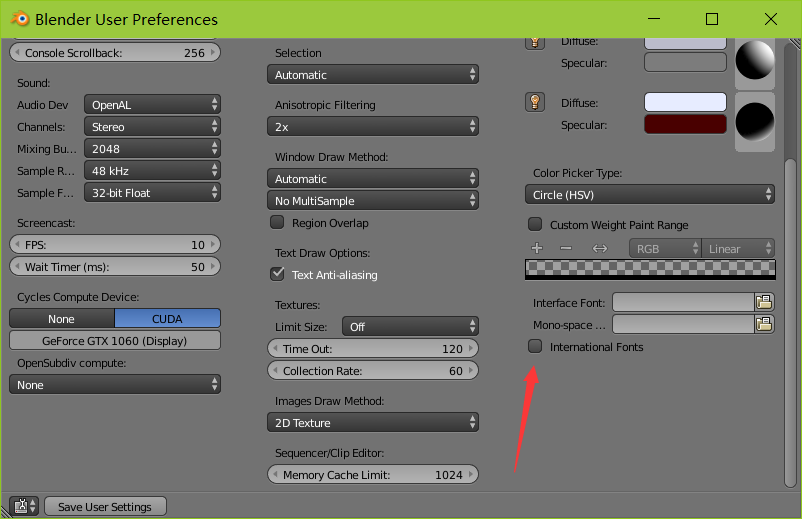 Blender User Preferences
Console Scrollback: 256
Sound:
Audio Dev OpenAL
Channels: Stereo
Mixing Bu... 2048
Sample R... 48 kHz
Sample F... 32-bit Float
Screencast:
FPS: 10
Wait Timer (ms): 50
Cycles Compute Device:
None CUDA
GeForce GTX 1060 (Display)
OpenSubdiv compute:
None
Selection
Automatic
Anisotropic Filtering
2x
Window Draw Method:
Automatic
No MultiSample
Region Overlap
Text Draw Options:
Text Anti-aliasing
Textures:
Limit Size: Off
Time Out: 120
Collection Rate: 60
Images Draw Method:
2D Texture
Sequencer/Clip Editor:
Memory Cache Limit: 1024
Diffuse:
Specular:
Diffuse:
Specular:
Color Picker Type:
Circle (HSV)
Custom Weight Paint Range
RGB Linear
Interface Font:
Mono-space ...
International Fonts
Save User Settings